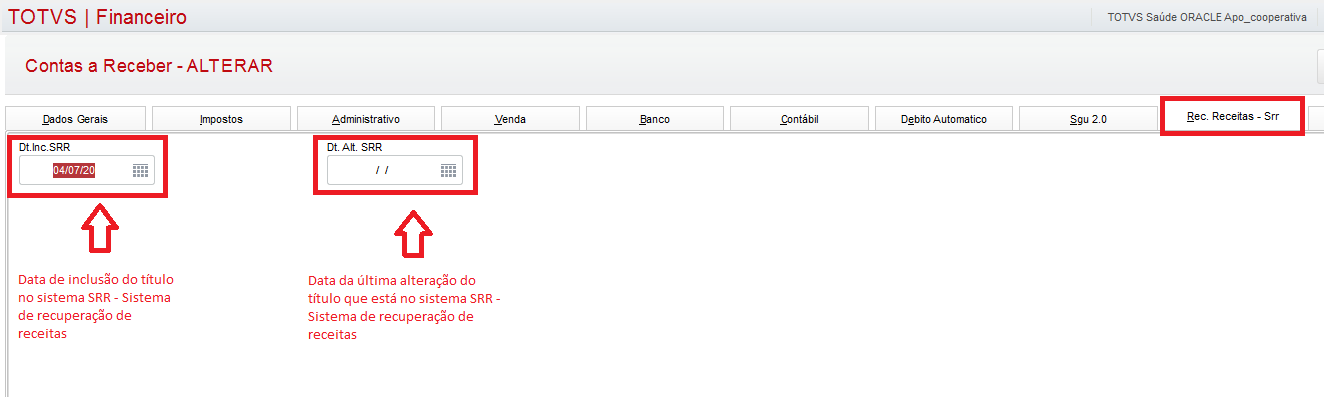 TOTVS | Financeiro
TOTVS Saúde ORACLE Apo_cooperativa
Contas a Receber - ALTERAR
Dados Gerais
Impostos
Administrativo
Venda
Banco
Contábil
Debito Automatico
Sgu 2.0
Rec. Receitas - Srr
Dt.Inc.SRR
04/07/20
Dt. Alt. SRR
/ /
Data de inclusão do título
no sistema SRR - Sistema
de recuperação de
receitas
Data da última alteração do
título que está no sistema SRR -
Sistema de recuperação de
receitas